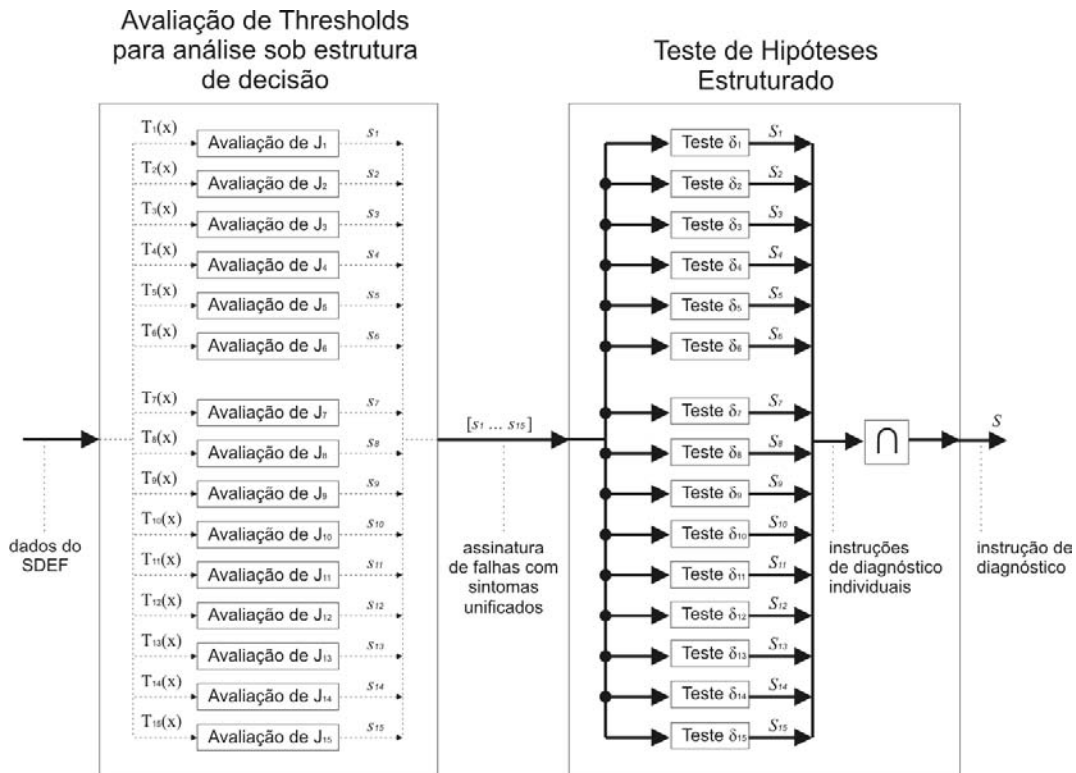 Avaliação de Thresholds
para análise sob estrutura
de decisão
Teste de Hipóteses
Estruturado
T₁(x) Avaliação de J₁ s₁
T₂(x) Avaliação de J₂ s₂
T₃(x) Avaliação de J₃ s₃
T₄(x) Avaliação de J₄ s₄
T₅(x) Avaliação de J₅ s₅
T₆(x) Avaliação de J₆ s₆
T₇(x) Avaliação de J₇ s₇
T₈(x) Avaliação de J₈ s₈
T₉(x) Avaliação de J₉ s₉
T₁₀(x) Avaliação de J₁₀ s₁₀
T₁₁(x) Avaliação de J₁₁ s₁₁
T₁₂(x) Avaliação de J₁₂ s₁₂
T₁₃(x) Avaliação de J₁₃ s₁₃
T₁₄(x) Avaliação de J₁₄ s₁₄
T₁₅(x) Avaliação de J₁₅ s₁₅
dados do
SDEF
[s₁ ... s₁₅]
assinatura
de falhas com
sintomas
unificados
Teste δ₁ S₁
Teste δ₂ S₂
Teste δ₃ S₃
Teste δ₄ S₄
Teste δ₅ S₅
Teste δ₆ S₆
Teste δ₇ S₇
Teste δ₈ S₈
Teste δ₉ S₉
Teste δ₁₀ S₁₀
Teste δ₁₁ S₁₁
Teste δ₁₂ S₁₂
Teste δ₁₃ S₁₃
Teste δ₁₄ S₁₄
Teste δ₁₅ S₁₅
∩
S
instruções
de diagnóstico
individuais
instrução de
diagnóstico